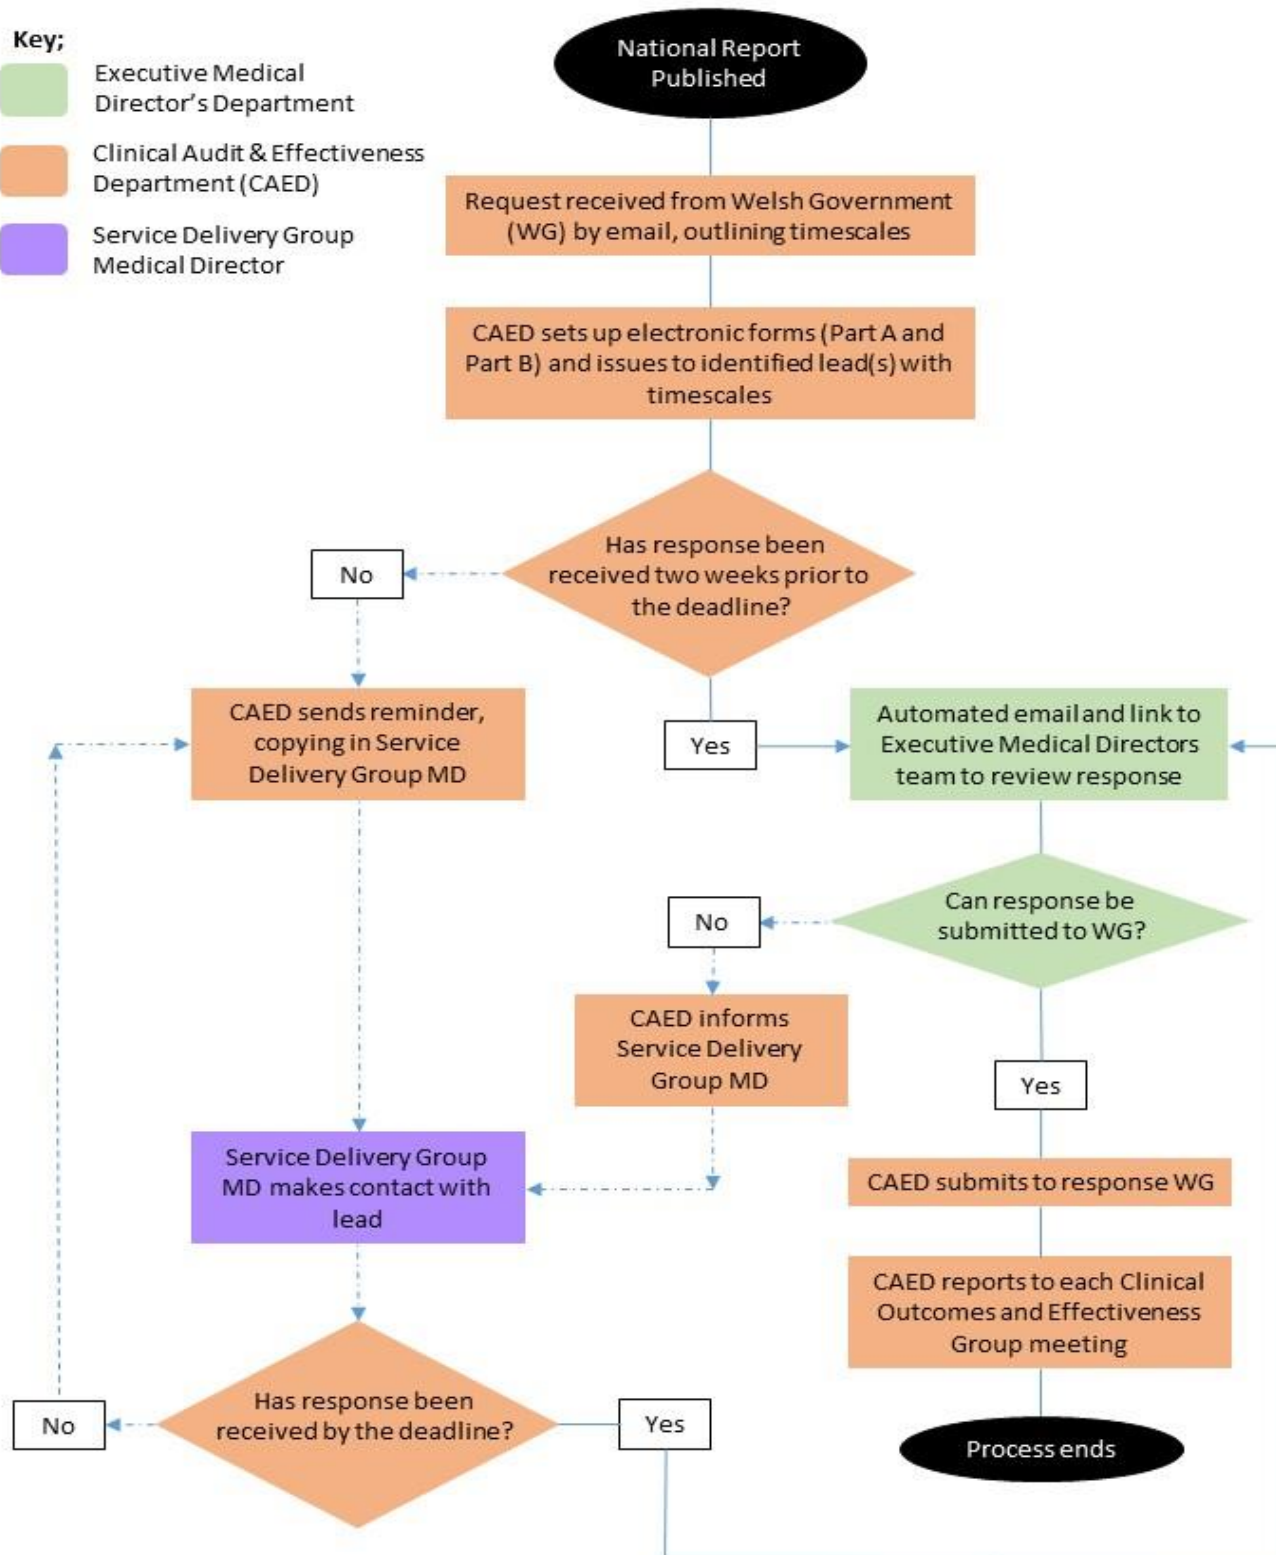 Key;
Executive Medical
Director's Department
Clinical Audit & Effectiveness
Department (CAED)
Service Delivery Group
Medical Director
National Report
Published
Request received from Welsh Government
(WG) by email, outlining timescales
CAED sets up electronic forms (Part A and
Part B) and issues to identified lead(s) with
timescales
Has response been
received two weeks prior to
the deadline?
No
Yes
CAED sends reminder,
copying in Service
Delivery Group MD
Automated email and link to
Executive Medical Directors
team to review response
Can response be
submitted to WG?
No
CAED informs
Service Delivery
Group MD
Yes
Service Delivery Group
MD makes contact with
lead
CAED submits to response WG
CAED reports to each Clinical
Outcomes and Effectiveness
Group meeting
Has response been
received by the deadline?
No
Yes
Process ends